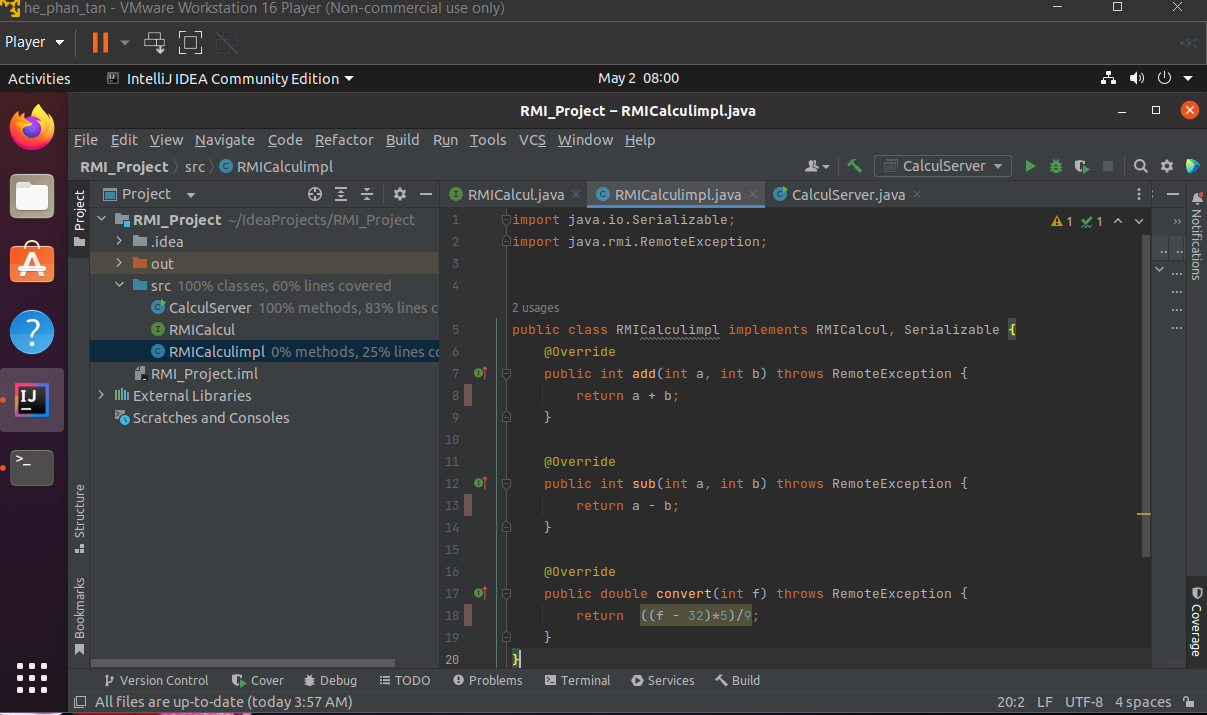 he_phan_tan - VMware Workstation 16 Player (Non-commercial use only)
Player
Activities IntelliJ IDEA Community Edition May 2 08:00
RMI_Project – RMICalculimpl.java
File Edit View Navigate Code Refactor Build Run Tools VCS Window Help
RMI_Project src RMICalculimpl CalculServer
Project
Project
RMICalcul.java RMICalculimpl.java CalculServer.java
Notifications
RMI_Project ~/IdeaProjects/RMI_Project
.idea
out
src 100% classes, 60% lines covered
CalculServer 100% methods, 83% lines c
RMICalcul
RMICalculimpl 0% methods, 25% lines co
RMI_Project.iml
External Libraries
Scratches and Consoles
Structure
Bookmarks
1 import java.io.Serializable;
2 import java.rmi.RemoteException;
3
4
2 usages
5 public class RMICalculimpl implements RMICalcul, Serializable {
6 @Override
7 public int add(int a, int b) throws RemoteException {
8 return a + b;
9 }
10
11 @Override
12 public int sub(int a, int b) throws RemoteException {
13 return a - b;
14 }
15
16 @Override
17 public double convert(int f) throws RemoteException {
18 return ((f - 32)*5)/9;
19 }
20 }
1 1
Coverage
Version Control Cover Debug TODO Problems Terminal Services Build
All files are up-to-date (today 3:57 AM) 20:2 LF UTF-8 4 spaces